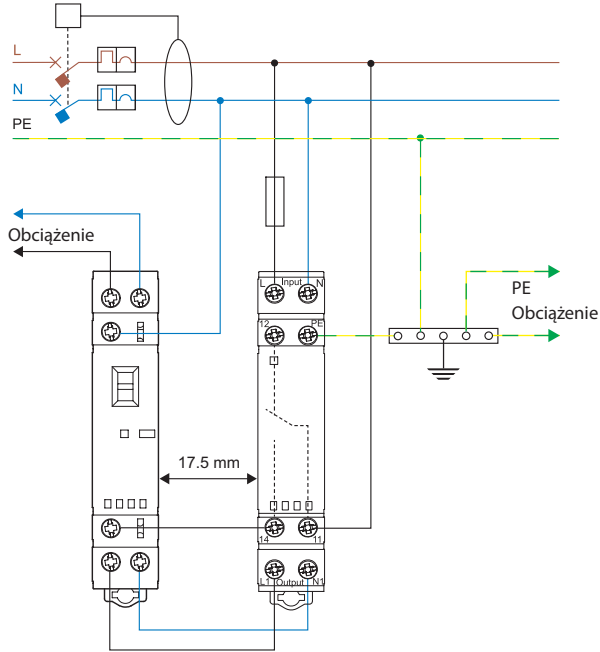 L
N
PE
Obciążenie
L Input N
12 PE
PE
Obciążenie
17.5 mm
14 11
L1 Output N1